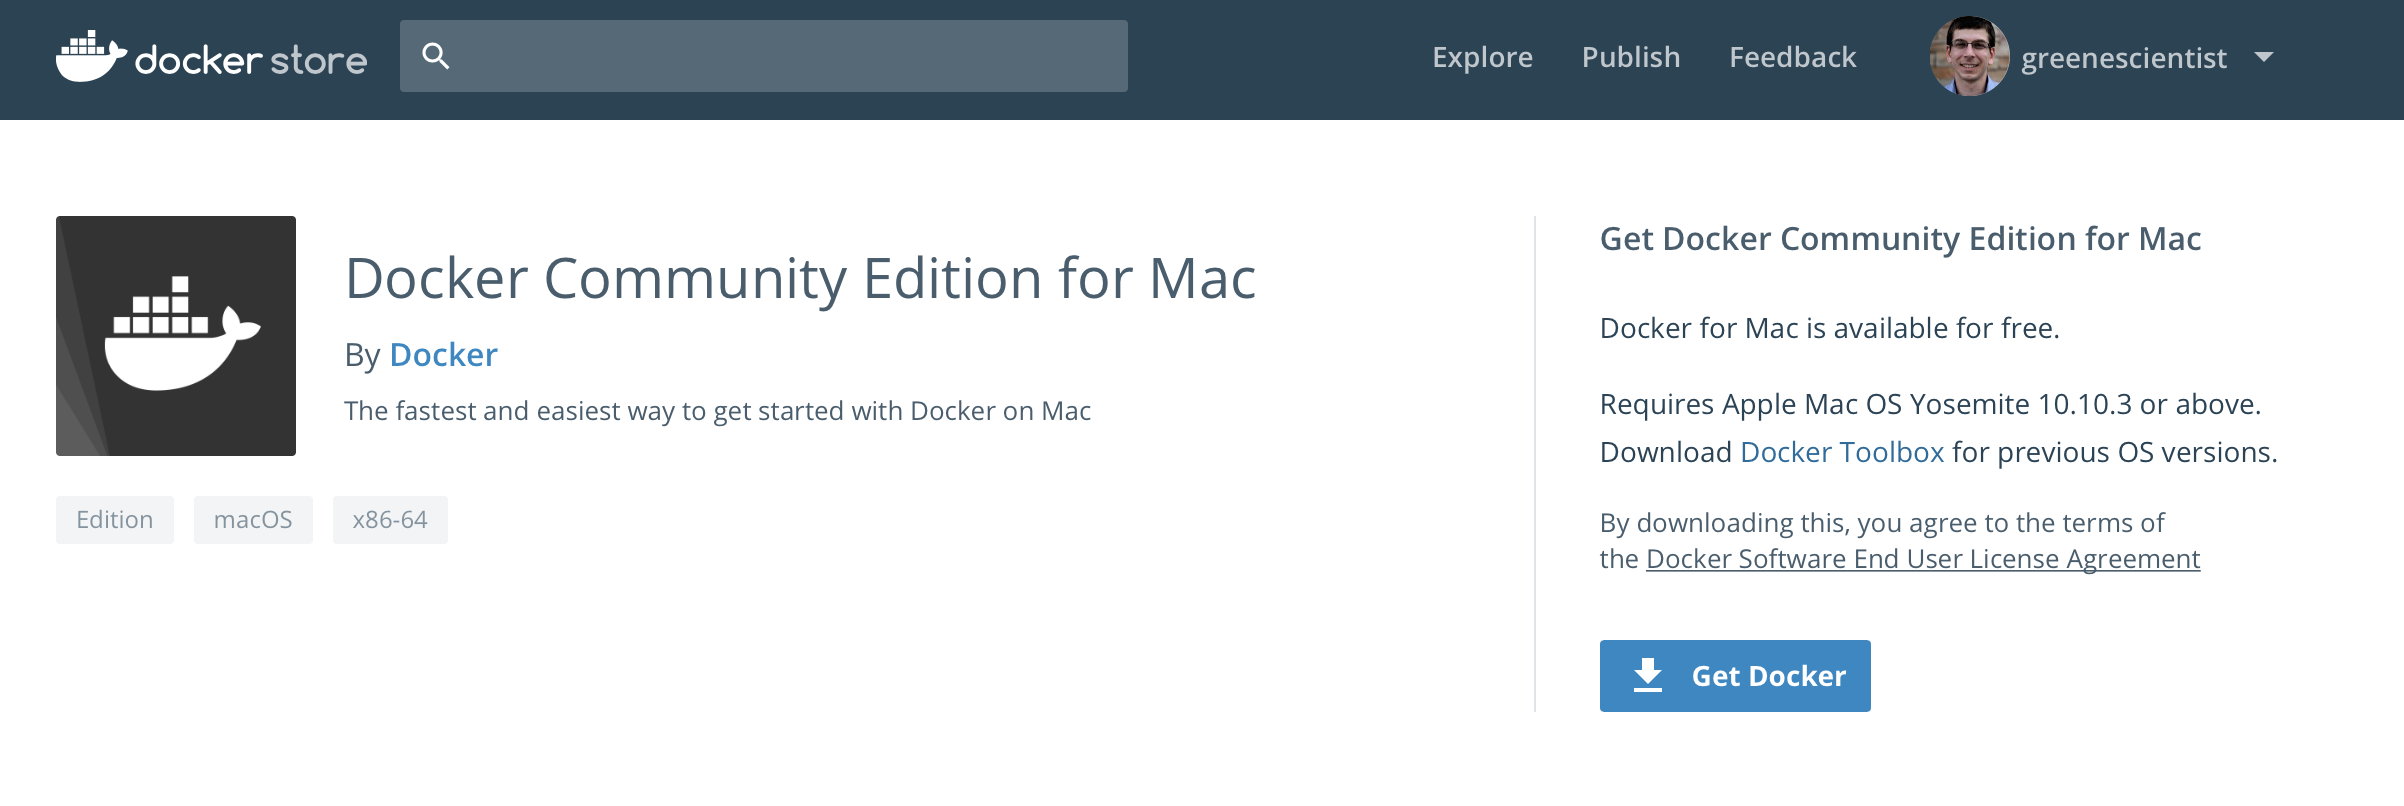 docker store
Explore
Publish
Feedback
greenescientist
Docker Community Edition for Mac
By Docker
The fastest and easiest way to get started with Docker on Mac
Edition
macOS
x86-64
Get Docker Community Edition for Mac
Docker for Mac is available for free.
Requires Apple Mac OS Yosemite 10.10.3 or above.
Download Docker Toolbox for previous OS versions.
By downloading this, you agree to the terms of
the Docker Software End User License Agreement
Get Docker